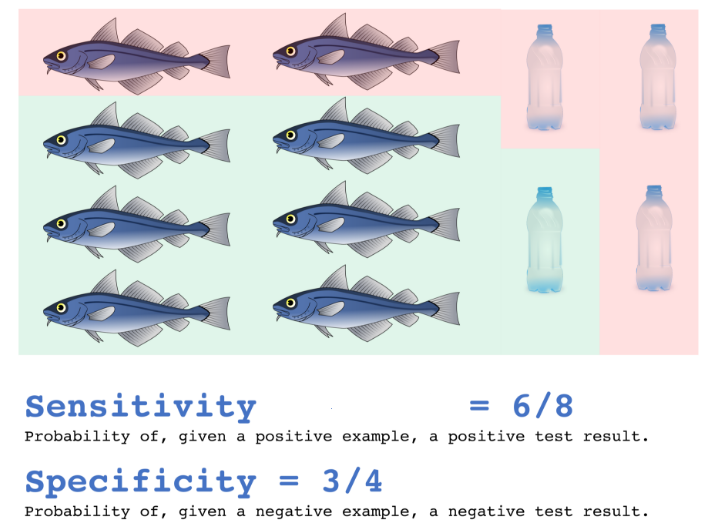 Sensitivity = 6/8
Probability of, given a positive example, a positive test result.
Specificity = 3/4
Probability of, given a negative example, a negative test result.